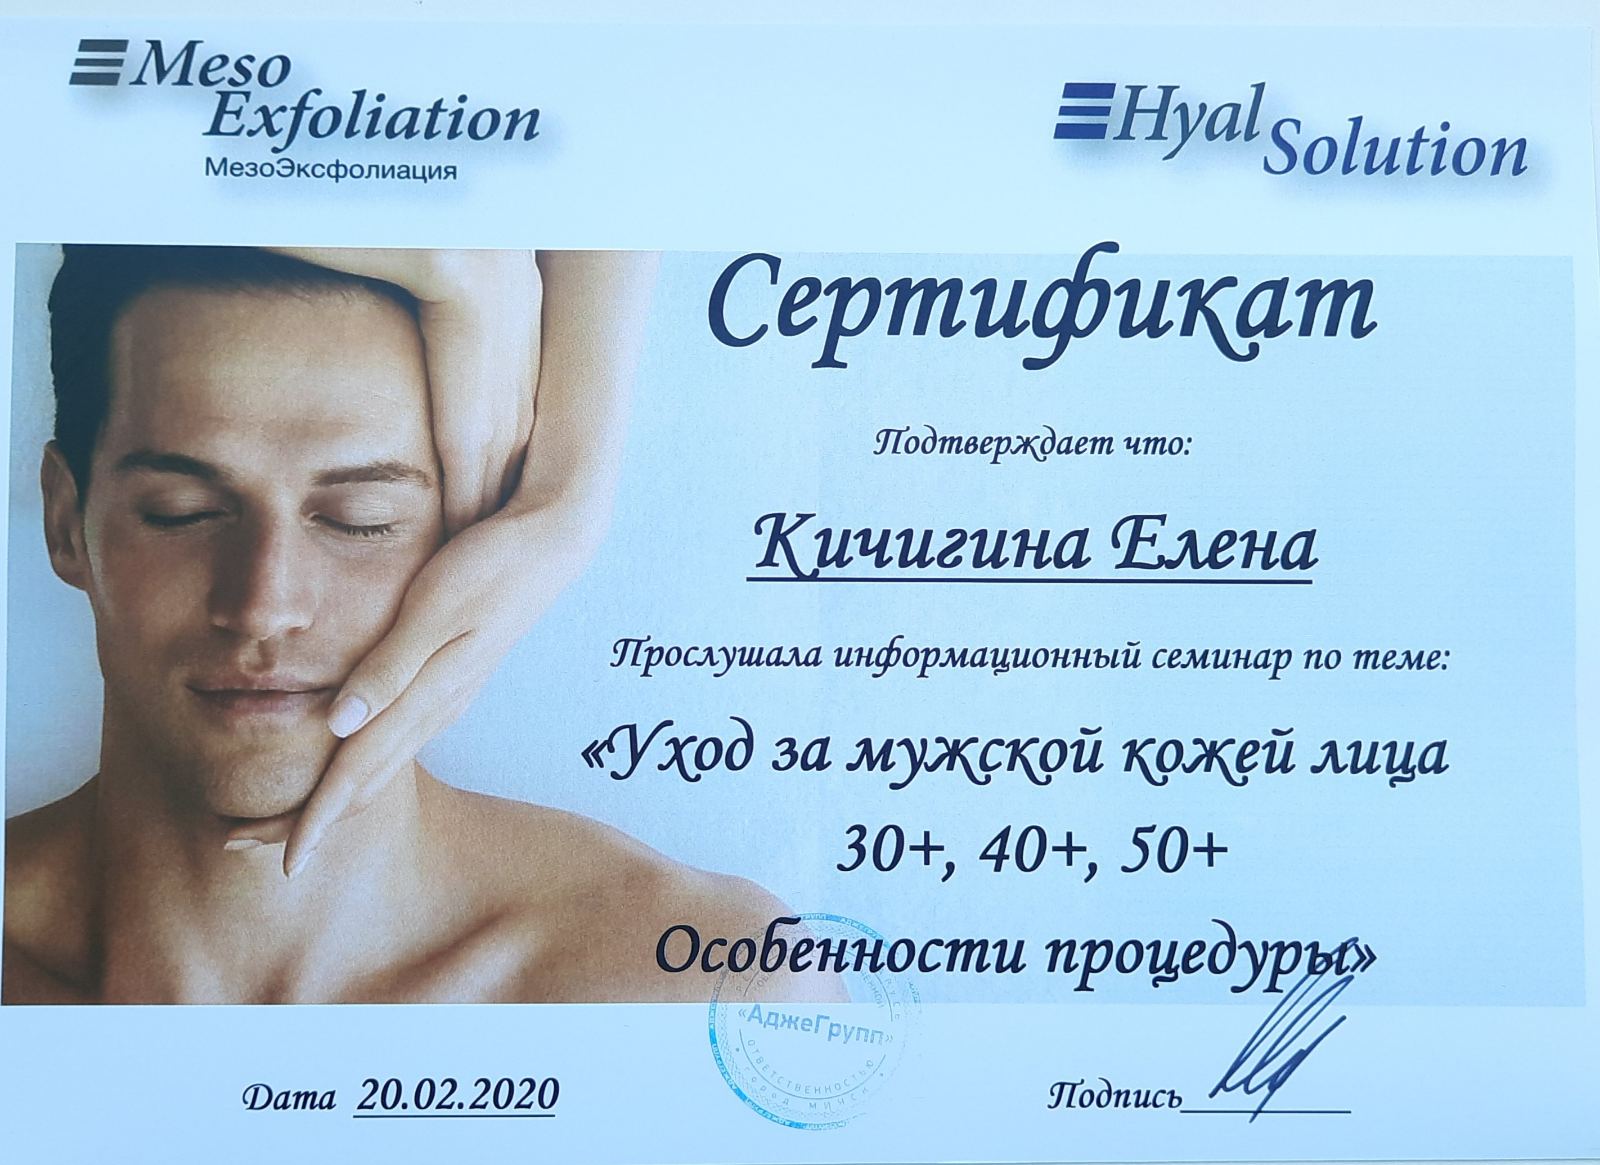 Meso
Exfoliation
МезоЭксфолиация
Hyal Solution
Сертификат
Подтверждает что:
Кичигина Елена
Прослушала информационный семинар по теме:
«Уход за мужской кожей лица
30+, 40+, 50+
Особенности процедуры»
«АджеГрупп»
ОТВЕТСТВЕННОСТЬЮ
ГОРОД МИНСК
Дата 20.02.2020
Подпись